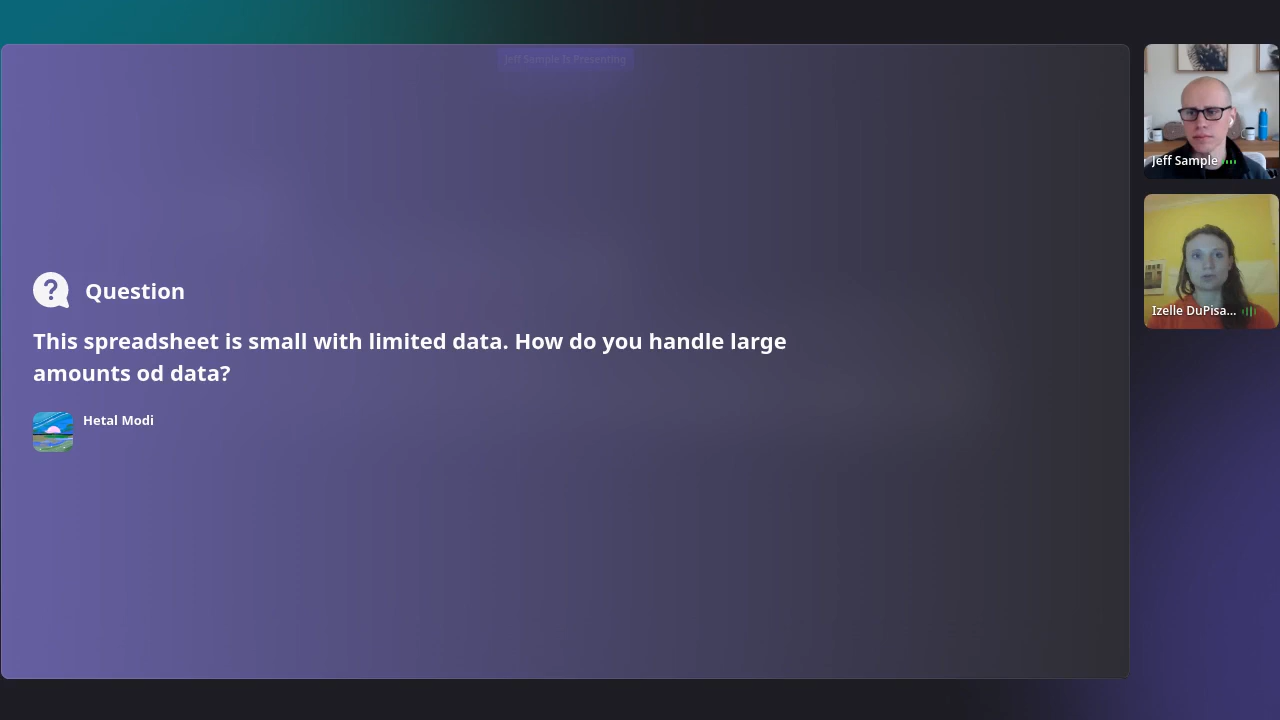 Jeff Sample Is Presenting
Question
This spreadsheet is small with limited data. How do you handle large
amounts od data?
Hetal Modi
Jeff Sample
Izelle DuPisa...